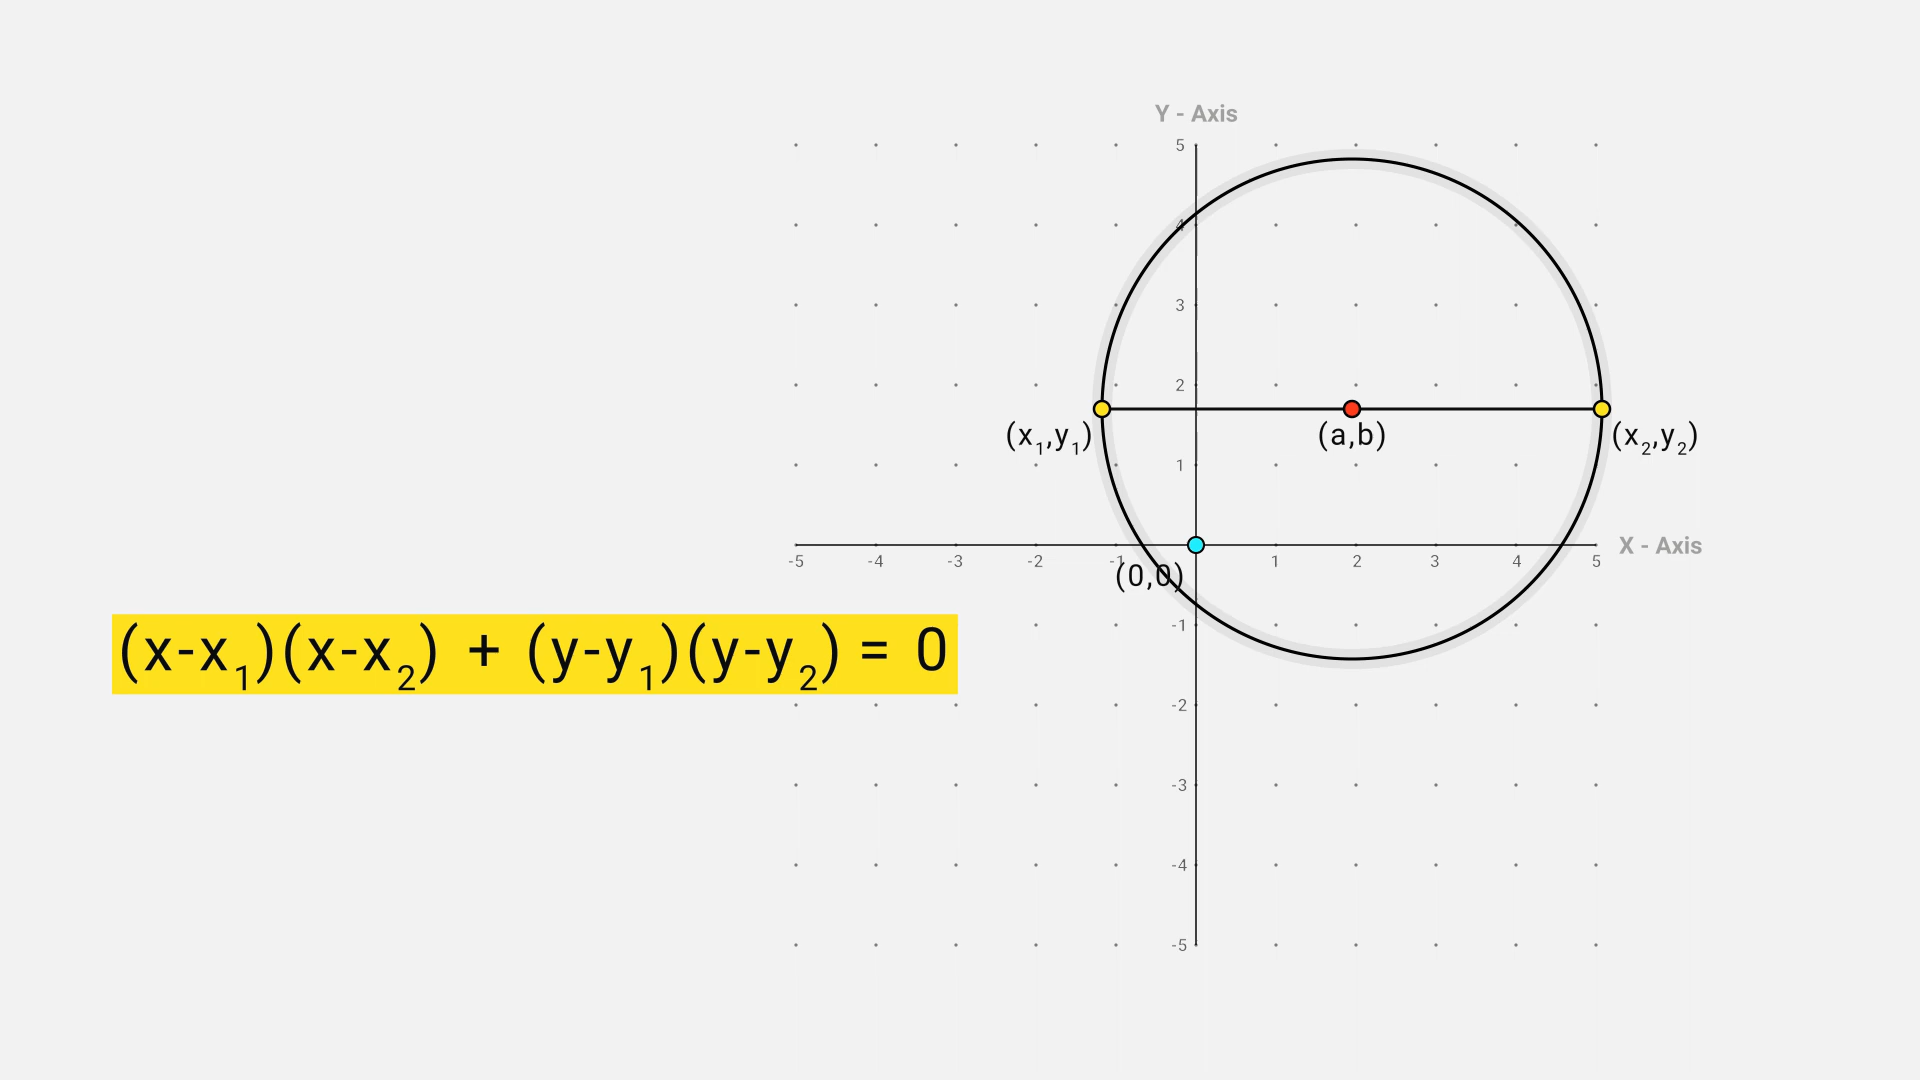 Y - Axis
5
4
3
2
(x₁,y₁) (a,b) (x₂,y₂)
1
X - Axis
-5 -4 -3 -2 -1 1 2 3 4 5
(0,0)
-1
(x-x₁)(x-x₂) + (y-y₁)(y-y₂) = 0
-2
-3
-4
-5